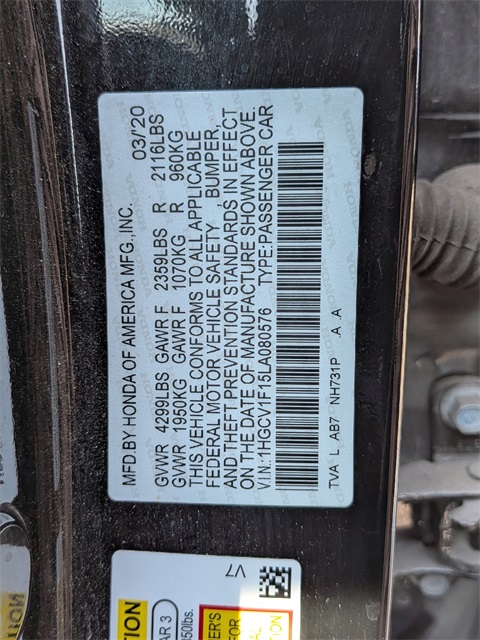 MFD.BY HONDA OF AMERICA MFG.,INC. 03/'20
GVWR 4299LBS GAWR F 2359LBS R 2116LBS
GVWR 1950KG GAWR F 1070KG R 960KG
THIS VEHICLE CONFORMS TO ALL APPLICABLE
FEDERAL MOTOR VEHICLE SAFETY , BUMPER,
AND THEFT PREVENTION STANDARDS IN EFFECT
ON THE DATE OF MANUFACTURE SHOWN ABOVE.
V.I.N.:1HGCV1F15LA080576 TYPE:PASSENGER CAR
TVA L AB7 NH731P .A .A
V7